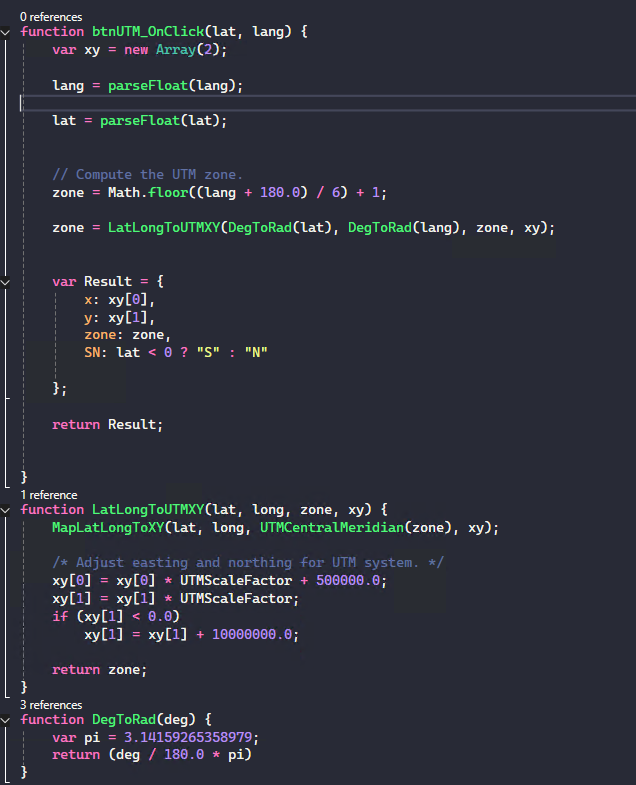 0 references
function btnUTM_OnClick(lat, lang) {
    var xy = new Array(2);
    lang = parseFloat(lang);
    lat = parseFloat(lat);
    // Compute the UTM zone.
    zone = Math.floor((lang + 180.0) / 6) + 1;
    zone = LatLongToUTMXY(DegToRad(lat), DegToRad(lang), zone, xy);
    var Result = {
        x: xy[0],
        y: xy[1],
        zone: zone,
        SN: lat < 0 ? "S" : "N"
    };
    return Result;
}
1 reference
function LatLongToUTMXY(lat, long, zone, xy) {
    MapLatLongToXY(lat, long, UTMCentralMeridian(zone), xy);
    /* Adjust easting and northing for UTM system. */
    xy[0] = xy[0] * UTMScaleFactor + 500000.0;
    xy[1] = xy[1] * UTMScaleFactor;
    if (xy[1] < 0.0)
        xy[1] = xy[1] + 10000000.0;
    return zone;
}
3 references
function DegToRad(deg) {
    var pi = 3.14159265358979;
    return (deg / 180.0 * pi)
}